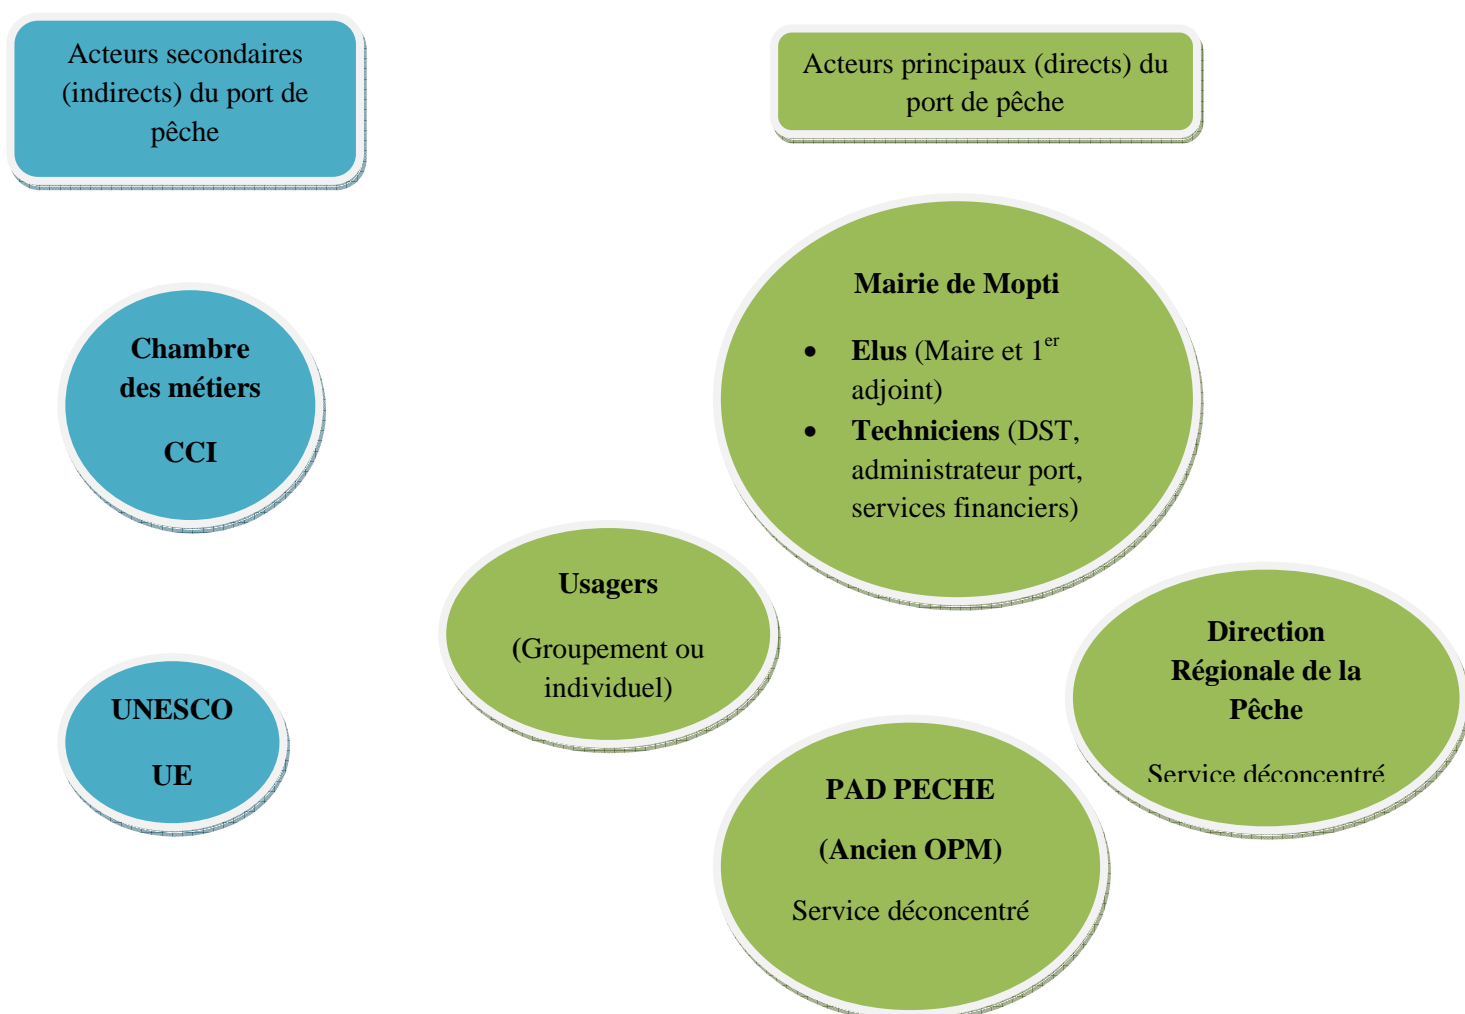 Acteurs secondaires
(indirects) du port de
pêche
Acteurs principaux (directs) du
port de pêche
Chambre
des métiers
CCI
UNESCO
UE
Mairie de Mopti
• Elus (Maire et 1er
adjoint)
• Techniciens (DST,
administrateur port,
services financiers)
Usagers
(Groupement ou
individuel)
Direction
Régionale de la
Pêche
Service déconcentré
PAD PECHE
(Ancien OPM)
Service déconcentré